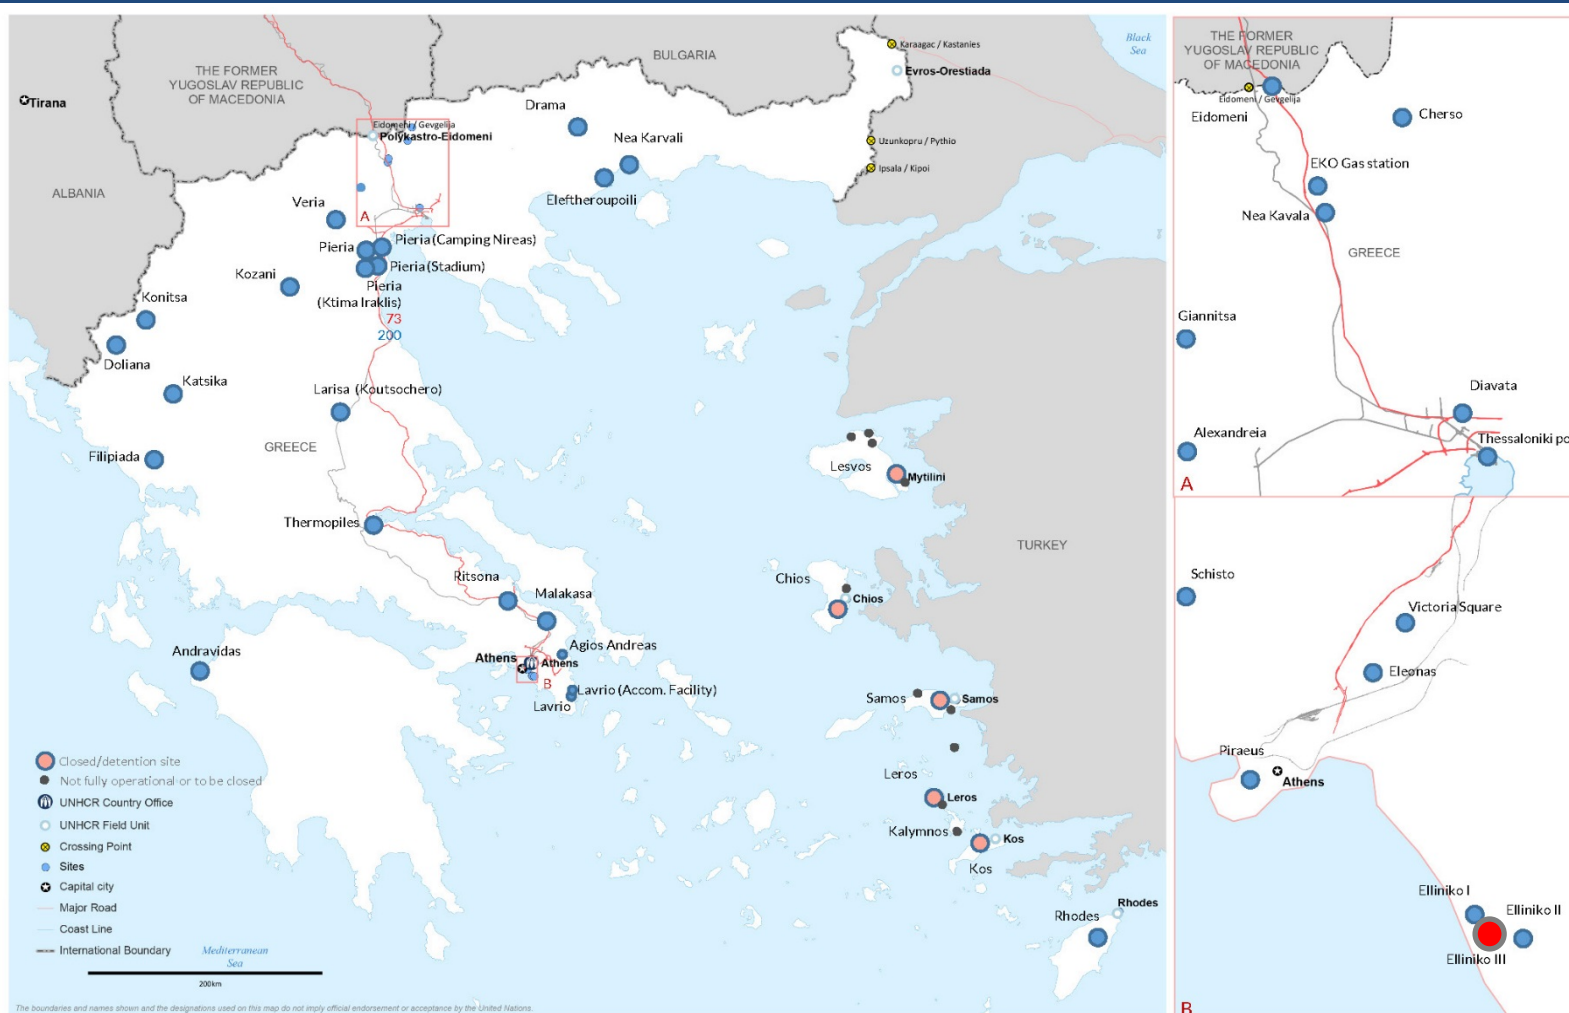 THE FORMER
YUGOSLAV REPUBLIC
OF MACEDONIA
BULGARIA
Black
Sea
Karaagac / Kastanies
Evros-Orestiada
Tirana
Drama
Eidomeni / Gevgelija
Polykastro-Eidomeni
Nea Karvali
Uzunkopru / Pythio
Ipsala / Kipoi
ALBANIA
Eleftheroupoili
Veria
A
Pieria
Pieria (Camping Nireas)
Pieria (Stadium)
Kozani
Pieria
(Ktima Iraklis)
73
200
Konitsa
Doliana
Katsika
Larisa (Koutsochero)
GREECE
Filipiada
Lesvos
Mytilini
Thermopiles
TURKEY
Ritsona
Malakasa
Chios
Chios
Agios Andreas
Andravidas
Athens
Athens
B
Lavrio (Accom. Facility)
Lavrio
Samos
Samos
Leros
Leros
Kalymnos
Kos
Kos
Rhodes
Rhodes
Closed/detention site
Not fully operational or to be closed
UNHCR Country Office
UNHCR Field Unit
Crossing Point
Sites
Capital city
Major Road
Coast Line
International Boundary
Mediterranean
Sea
200km
The boundaries and names shown and the designations used on this map do not imply official endorsement or acceptance by the United Nations.
THE FORMER
YUGOSLAV REPUBLIC
OF MACEDONIA
Eidomeni / Gevgelija
Eidomeni
Cherso
EKO Gas station
Nea Kavala
GREECE
Giannitsa
Diavata
Alexandreia
Thessaloniki po
A
Schisto
Victoria Square
Eleonas
Piraeus
Athens
Elliniko I
Elliniko II
Elliniko III
B